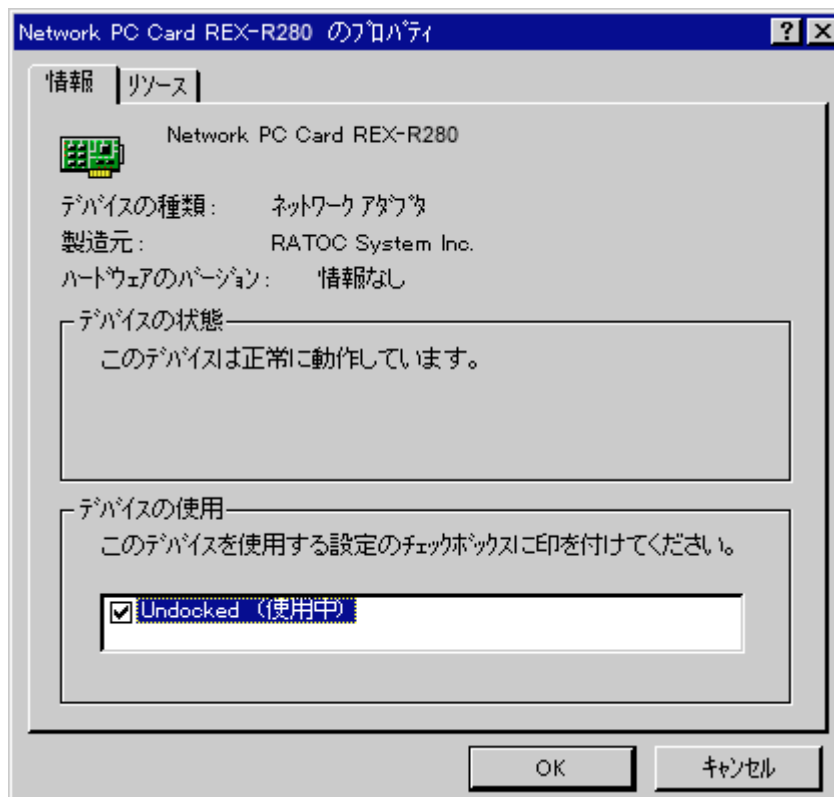 Network PC Card REX-R280 のﾌﾟﾛﾊﾟﾃｨ
情報
ﾘｿｰｽ
Network PC Card REX-R280
ﾃﾞﾊﾞｲｽの種類:
ﾈｯﾄﾜｰｸ ｱﾀﾞﾌﾟﾀ
製造元:
RATOC System Inc.
ﾊｰﾄﾞｳｪｱのﾊﾞｰｼﾞｮﾝ:
情報なし
ﾃﾞﾊﾞｲｽの状態
このﾃﾞﾊﾞｲｽは正常に動作しています。
ﾃﾞﾊﾞｲｽの使用
このﾃﾞﾊﾞｲｽを使用する設定のﾁｪｯｸﾎﾞｯｸｽに印を付けてください。
Undocked （使用中）
OK
ｷｬﾝｾﾙ